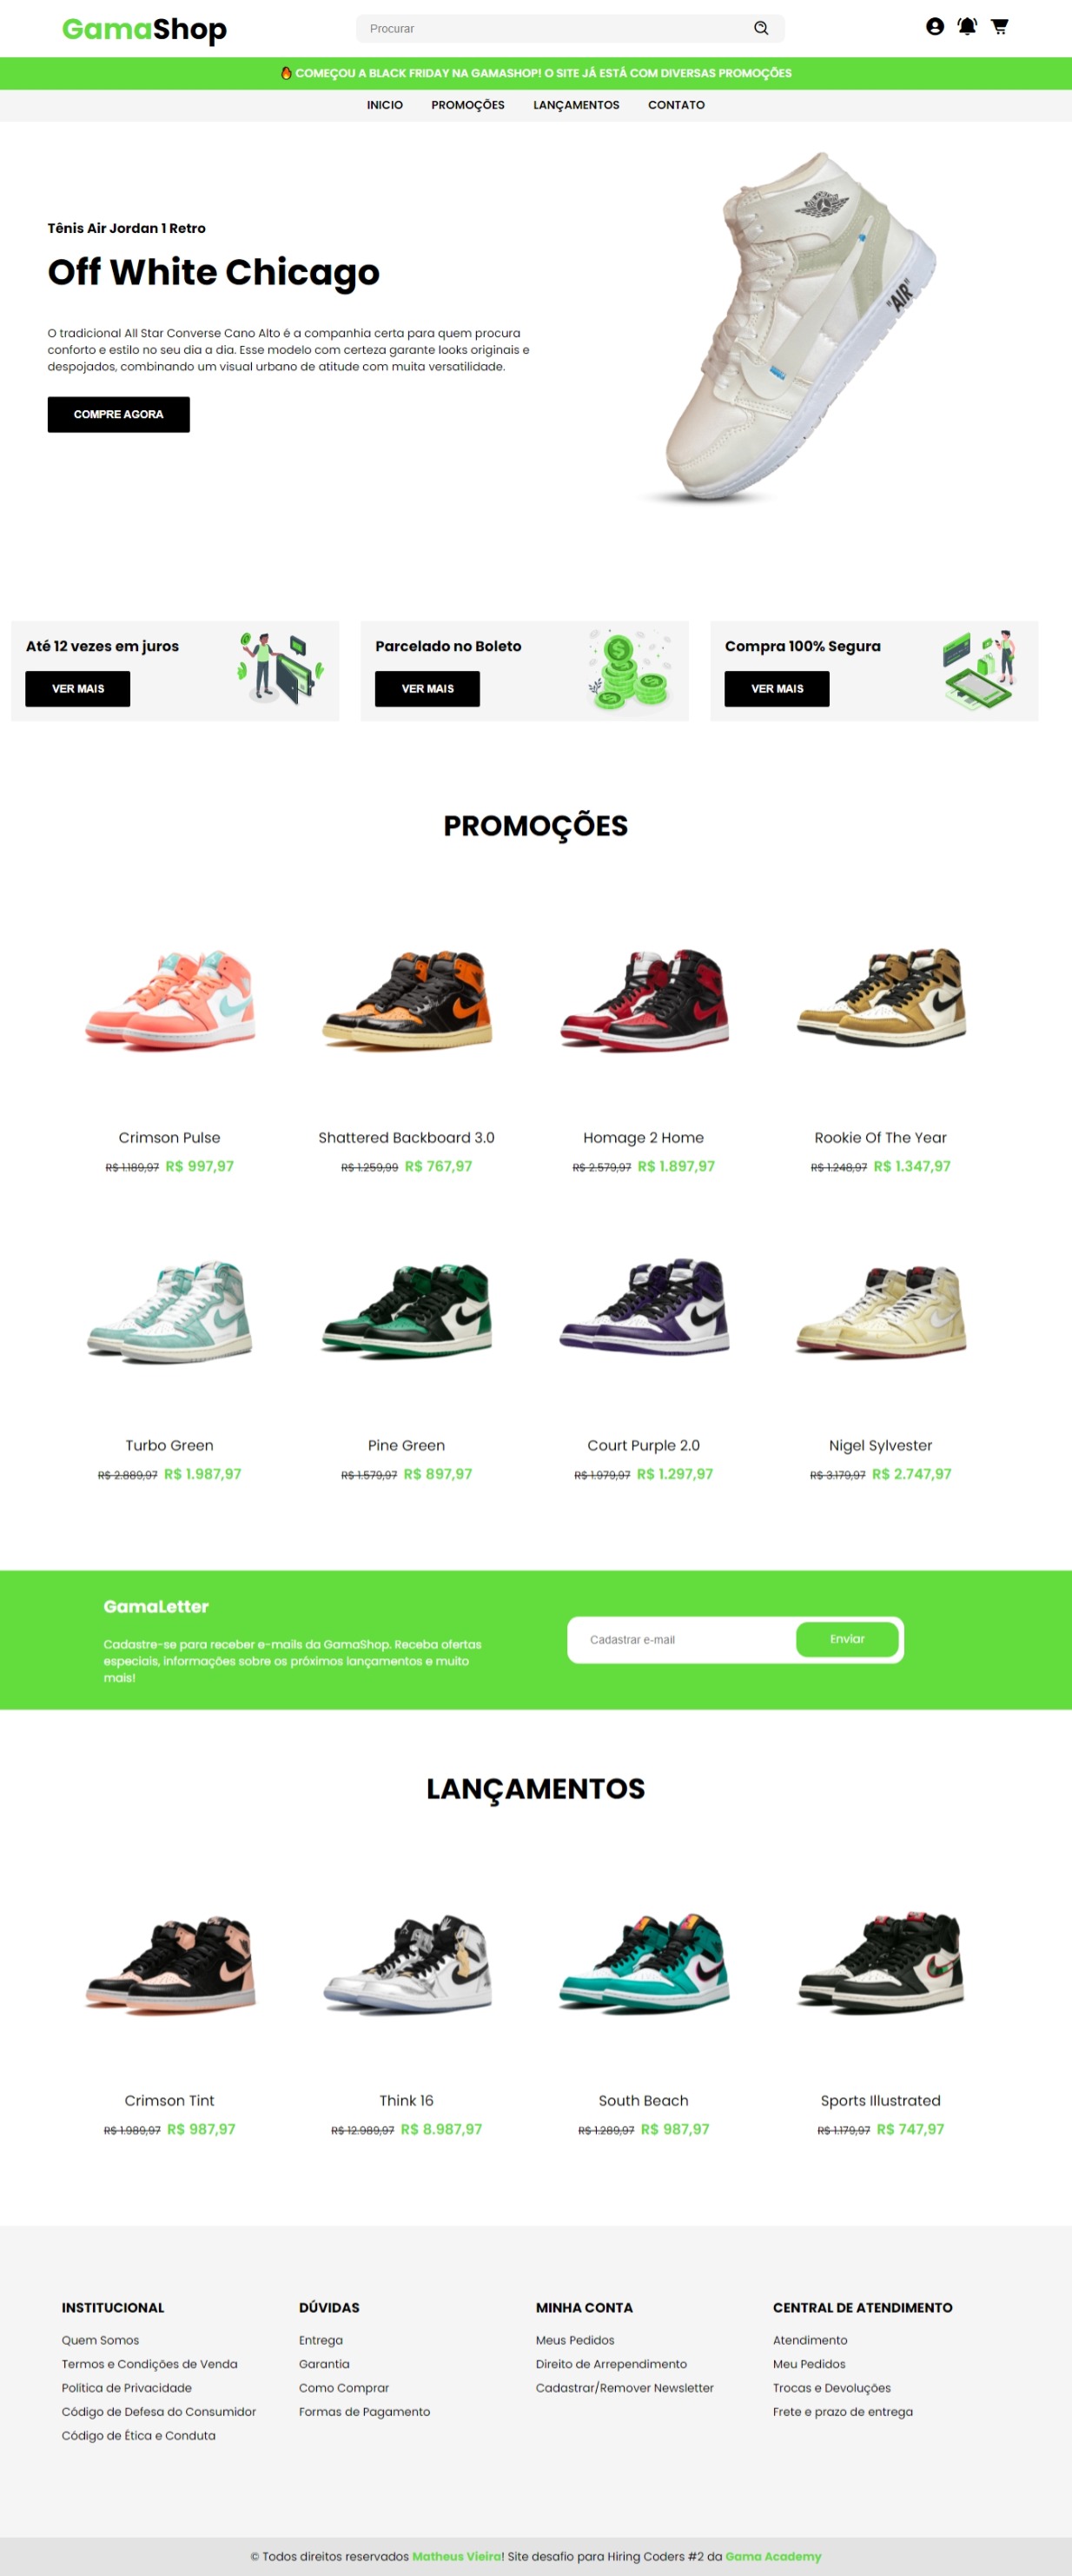 GamaShop
Procurar
🔥 COMEÇOU A BLACK FRIDAY NA GAMASHOP! O SITE JÁ ESTÁ COM DIVERSAS PROMOÇÕES
INICIO PROMOÇÕES LANÇAMENTOS CONTATO
Tênis Air Jordan 1 Retro
Off White Chicago
O tradicional All Star Converse Cano Alto é a companhia certa para quem procura
conforto e estilo no seu dia a dia. Esse modelo com certeza garante looks originais e
despojados, combinando um visual urbano de atitude com muita versatilidade.
COMPRE AGORA
"AIR"
Até 12 vezes em juros
VER MAIS
Parcelado no Boleto
VER MAIS
Compra 100% Segura
VER MAIS
PROMOÇÕES
Crimson Pulse
R$ 1.189,97 R$ 997,97
Shattered Backboard 3.0
R$ 1.259,99 R$ 767,97
Homage 2 Home
R$ 2.579,97 R$ 1.897,97
Rookie Of The Year
R$ 1.248,97 R$ 1.347,97
Turbo Green
R$ 2.889,97 R$ 1.987,97
Pine Green
R$ 1.579,97 R$ 897,97
Court Purple 2.0
R$ 1.979,97 R$ 1.297,97
Nigel Sylvester
R$ 3.179,97 R$ 2.747,97
GamaLetter
Cadastre-se para receber e-mails da GamaShop. Receba ofertas
especiais, informações sobre os próximos lançamentos e muito
mais!
Cadastrar e-mail
Enviar
LANÇAMENTOS
Crimson Tint
R$ 1.989,97 R$ 987,97
Think 16
R$ 12.989,97 R$ 8.987,97
South Beach
R$ 1.289,97 R$ 987,97
Sports Illustrated
R$ 1.179,97 R$ 747,97
INSTITUCIONAL
Quem Somos
Termos e Condições de Venda
Política de Privacidade
Código de Defesa do Consumidor
Código de Ética e Conduta
DÚVIDAS
Entrega
Garantia
Como Comprar
Formas de Pagamento
MINHA CONTA
Meus Pedidos
Direito de Arrependimento
Cadastrar/Remover Newsletter
CENTRAL DE ATENDIMENTO
Atendimento
Meu Pedidos
Trocas e Devoluções
Frete e prazo de entrega
© Todos direitos reservados Matheus Vieira! Site desafio para Hiring Coders #2 da Gama Academy